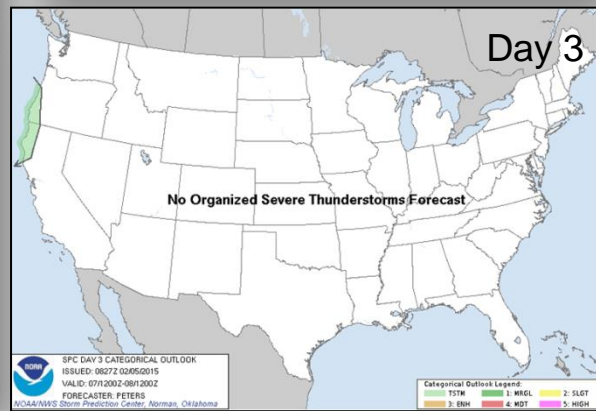 Day 3
No Organized Severe Thunderstorms Forecast
NOAA
SPC DAY 3 CATEGORICAL OUTLOOK
ISSUED: 0827Z 02/05/2015
VALID: 07/1200Z-08/1200Z
FORECASTER: PETERS
NOAA/NWS Storm Prediction Center, Norman, Oklahoma
Categorical Outlook Legend:
TSTM 1: MRGL 2: SLGT
3: ENH 4: MDT 5: HIGH